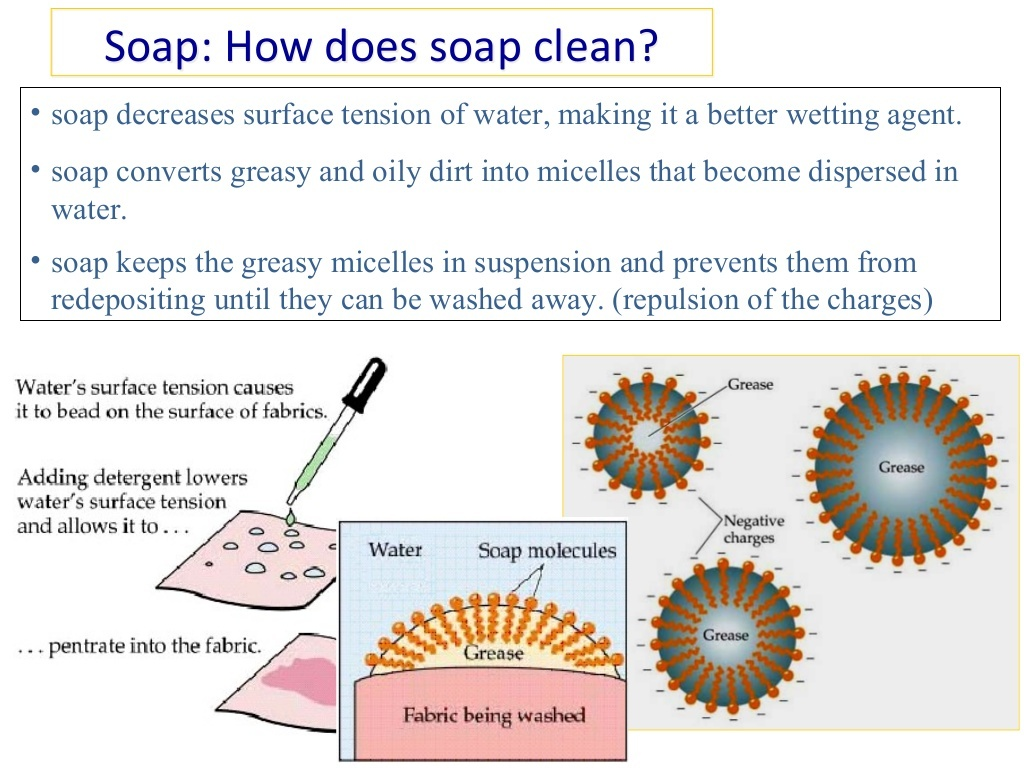 Soap: How does soap clean?
• soap decreases surface tension of water, making it a better wetting agent.
• soap converts greasy and oily dirt into micelles that become dispersed in
water.
• soap keeps the greasy micelles in suspension and prevents them from
redepositing until they can be washed away. (repulsion of the charges)
Water's surface tension causes
it to bead on the surface of fabrics.
Adding detergent lowers
water's surface tension
and allows it to . . .
. . . pentrate into the fabric.
Water
Soap molecules
Grease
Fabric being washed
Grease
Grease
Negative
charges
Grease